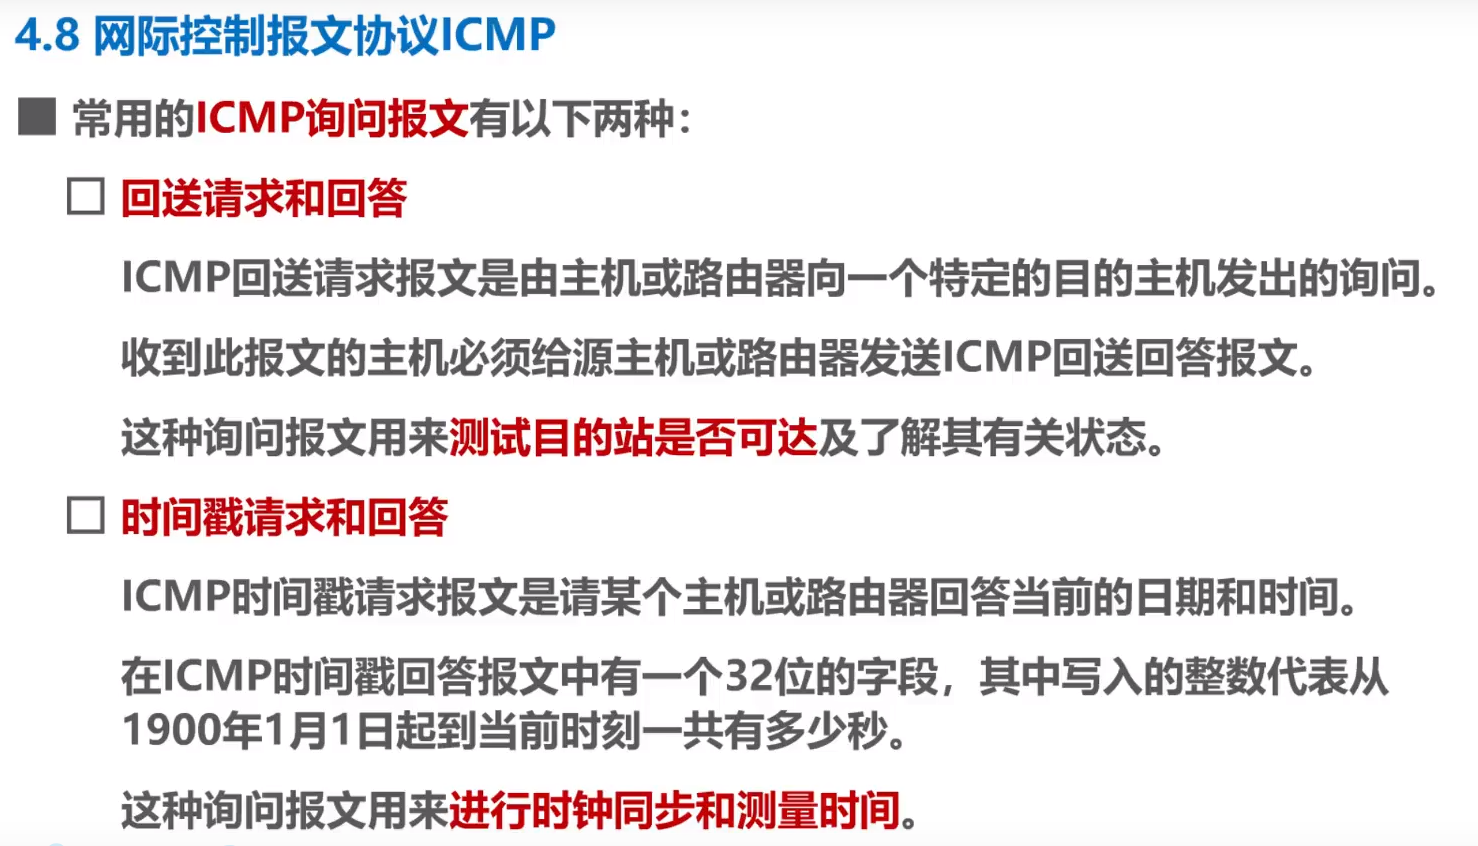 4.8 网际控制报文协议ICMP
常用的ICMP询问报文有以下两种：
回送请求和回答
ICMP回送请求报文是由主机或路由器向一个特定的目的主机发出的询问。
收到此报文的主机必须给源主机或路由器发送ICMP回送回答报文。
这种询问报文用来测试目的站是否可达及了解其有关状态。
时间戳请求和回答
ICMP时间戳请求报文是请某个主机或路由器回答当前的日期和时间。
在ICMP时间戳回答报文中有一个32位的字段，其中写入的整数代表从
1900年1月1日起到当前时刻一共有多少秒。
这种询问报文用来进行时钟同步和测量时间。